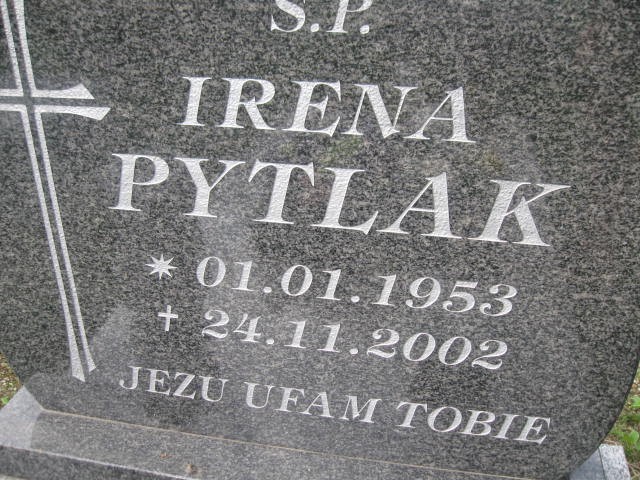 S.P.
IRENA
PYTLAK
* 01.01.1953
+ 24.11.2002
JEZU UFAM TOBIE